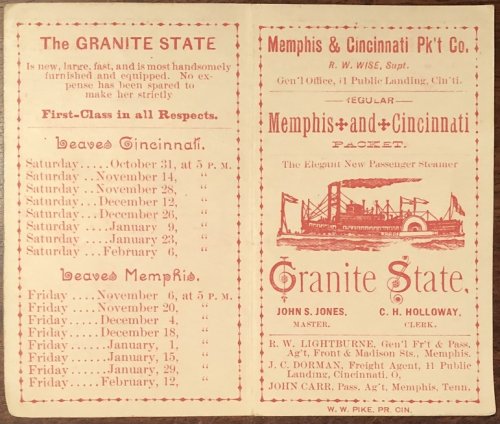 The GRANITE STATE
Is new, large, fast, and is most handsomely
furnished and equipped. No ex-
pense has been spared to
make her strictly
First-Class in all Respects.
Leaves Cincinnati.
Saturday.....October 31, at 5 P. M.
Saturday..November 14, "
Saturday..November 28, "
Saturday...December 12, "
Saturday...December 26, "
Saturday......January 9, "
Saturday.....January 23, "
Saturday.....February 6, "
Leaves Memphis.
Friday ....November 6, at 5 P. M.
Friday ...November 20, "
Friday .....December 4, "
Friday ....December 18, "
Friday .......January, 1, "
Friday ......January, 15, "
Friday ......January, 29, "
Friday .....February, 12, "
Memphis & Cincinnati Pk't Co.
R. W. WISE, Supt.
Gen'l Office, 41 Public Landing, Cin'ti.
REGULAR
Memphis and Cincinnati
PACKET.
The Elegant New Passenger Steamer
Granite State.
JOHN S. JONES, C. H. HOLLOWAY,
MASTER. CLERK.
R. W. LIGHTBURNE, Gen'l Fr't & Pass.
Ag't, Front & Madison Sts., Memphis.
J. C. DORMAN, Freight Agent, 41 Public
Landing, Cincinnati, O,
JOHN CARR, Pass. Ag't, Memphis, Tenn.
W. W. PIKE, PR. CIN.